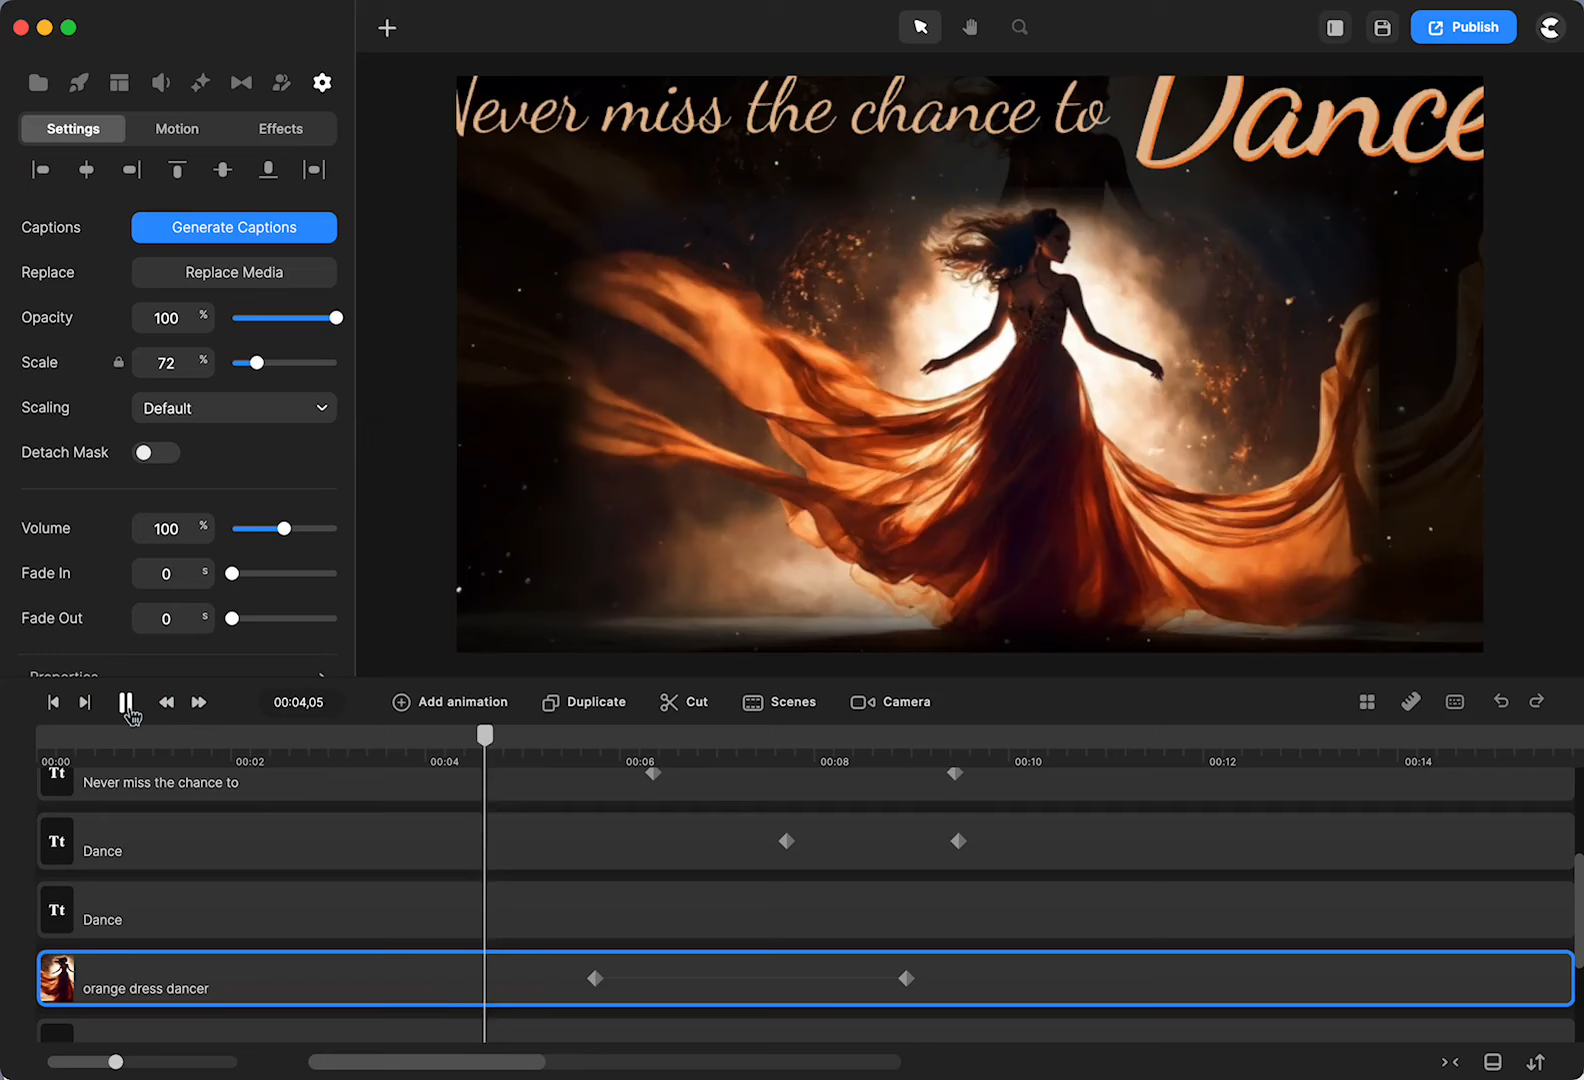 Publish
Settings Motion Effects
Never miss the chance to Dance
Captions Generate Captions
Replace Replace Media
Opacity 100 %
Scale 72 %
Scaling Default
Detach Mask
Volume 100 %
Fade In 0 s
Fade Out 0 s
Properties
00:04,05 Add animation Duplicate Cut Scenes Camera
00:00 00:02 00:04 00:06 00:08 00:10 00:12 00:14
Tt Never miss the chance to
Tt Dance
Tt Dance
orange dress dancer